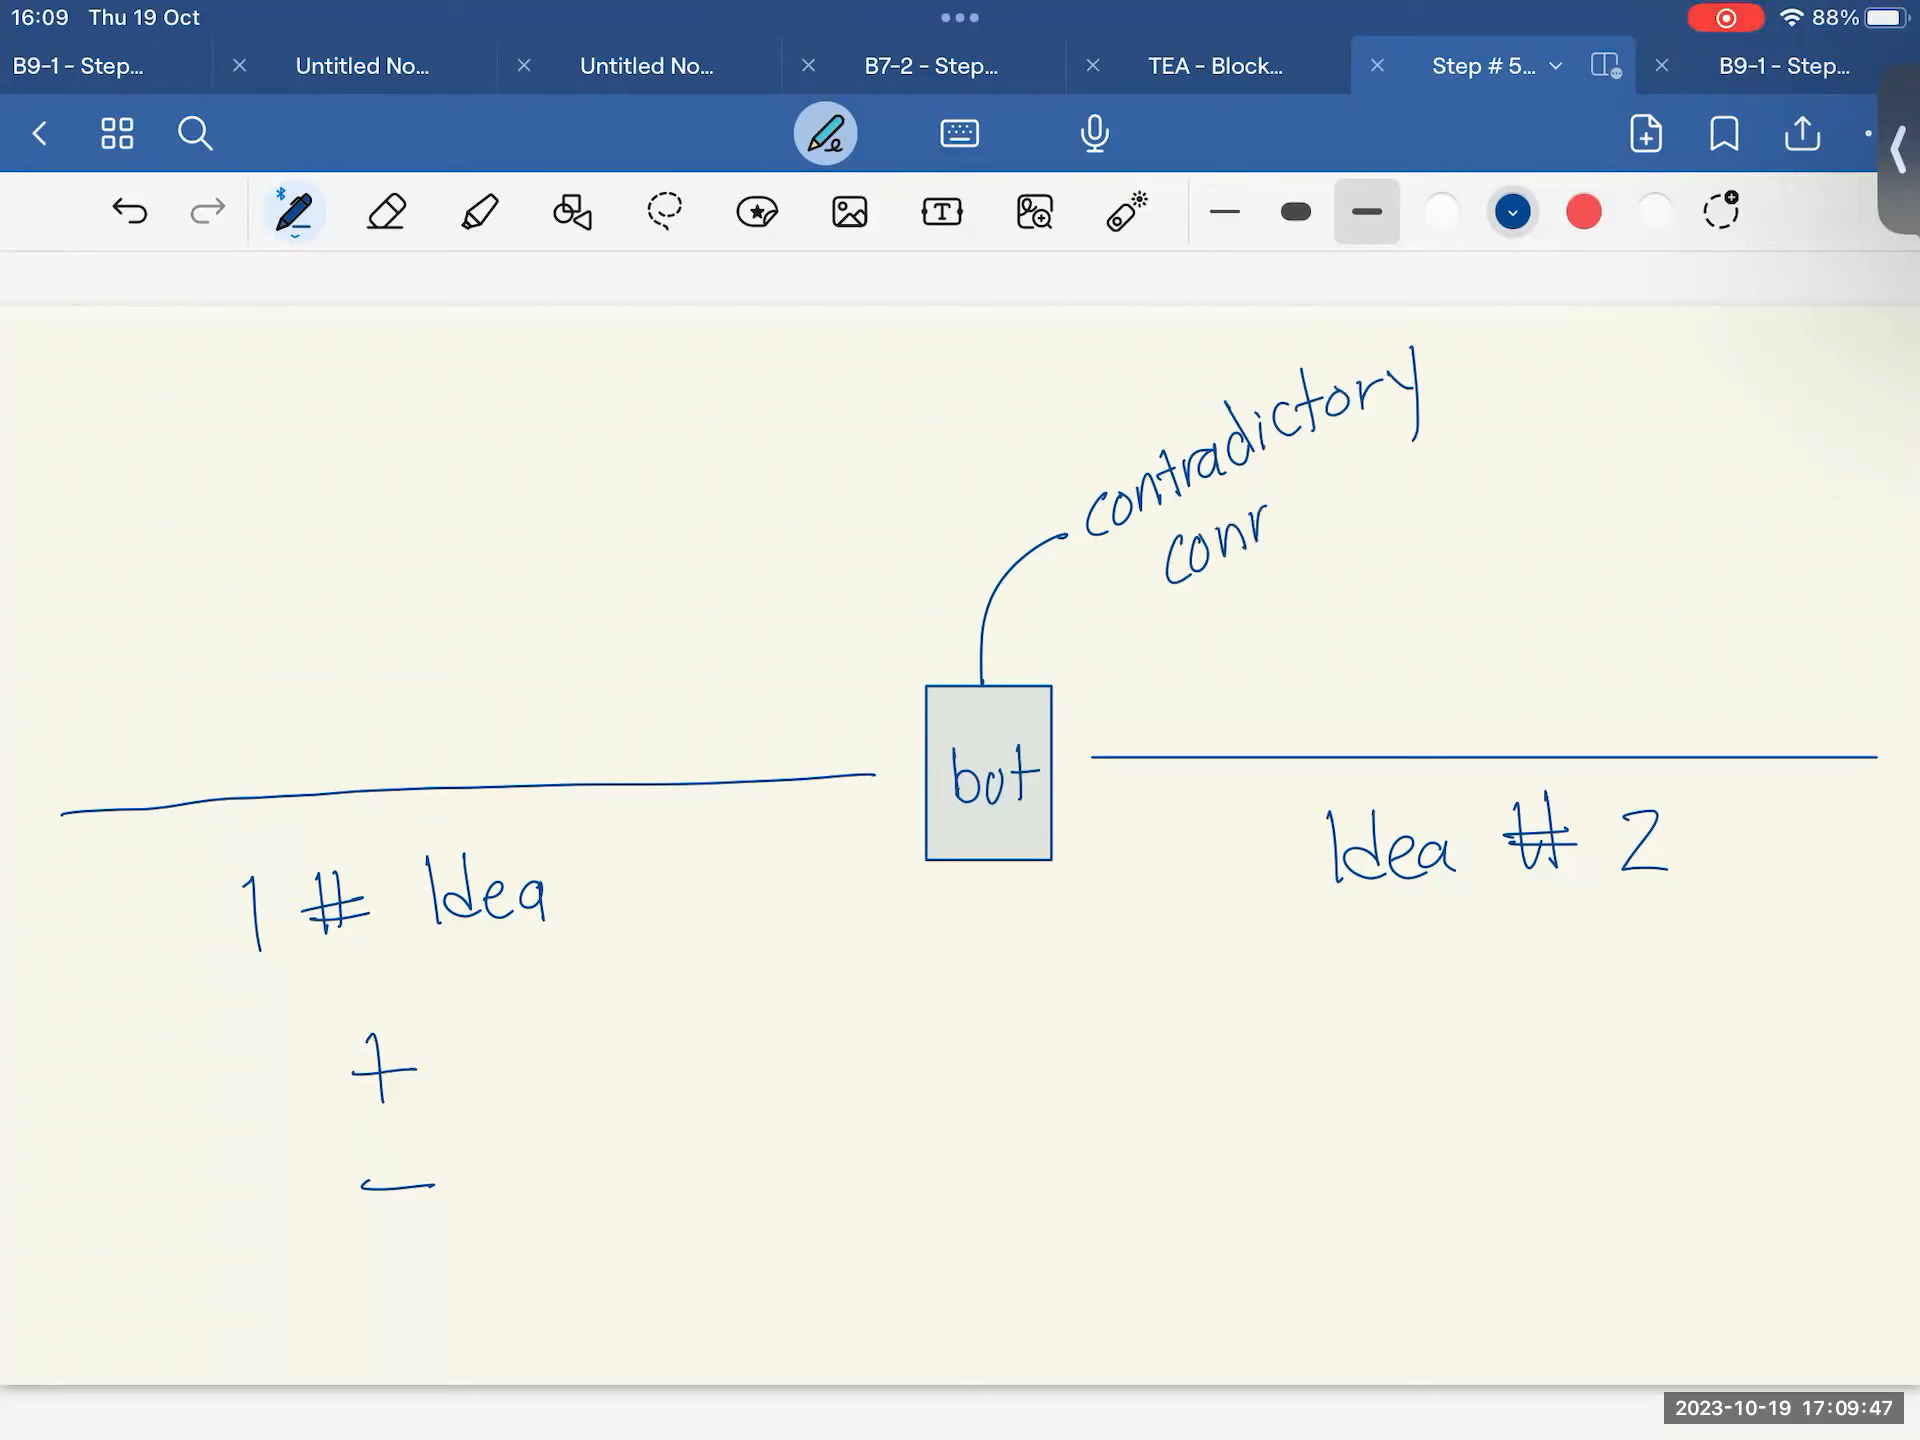 16:09 Thu 19 Oct
88%
B9-1 - Step...
Untitled No...
Untitled No...
B7-2 - Step...
TEA - Block...
Step # 5...
B9-1 - Step...
contradictory
conr
but
1 # Idea
Idea # 2
+
−
2023-10-19 17:09:47